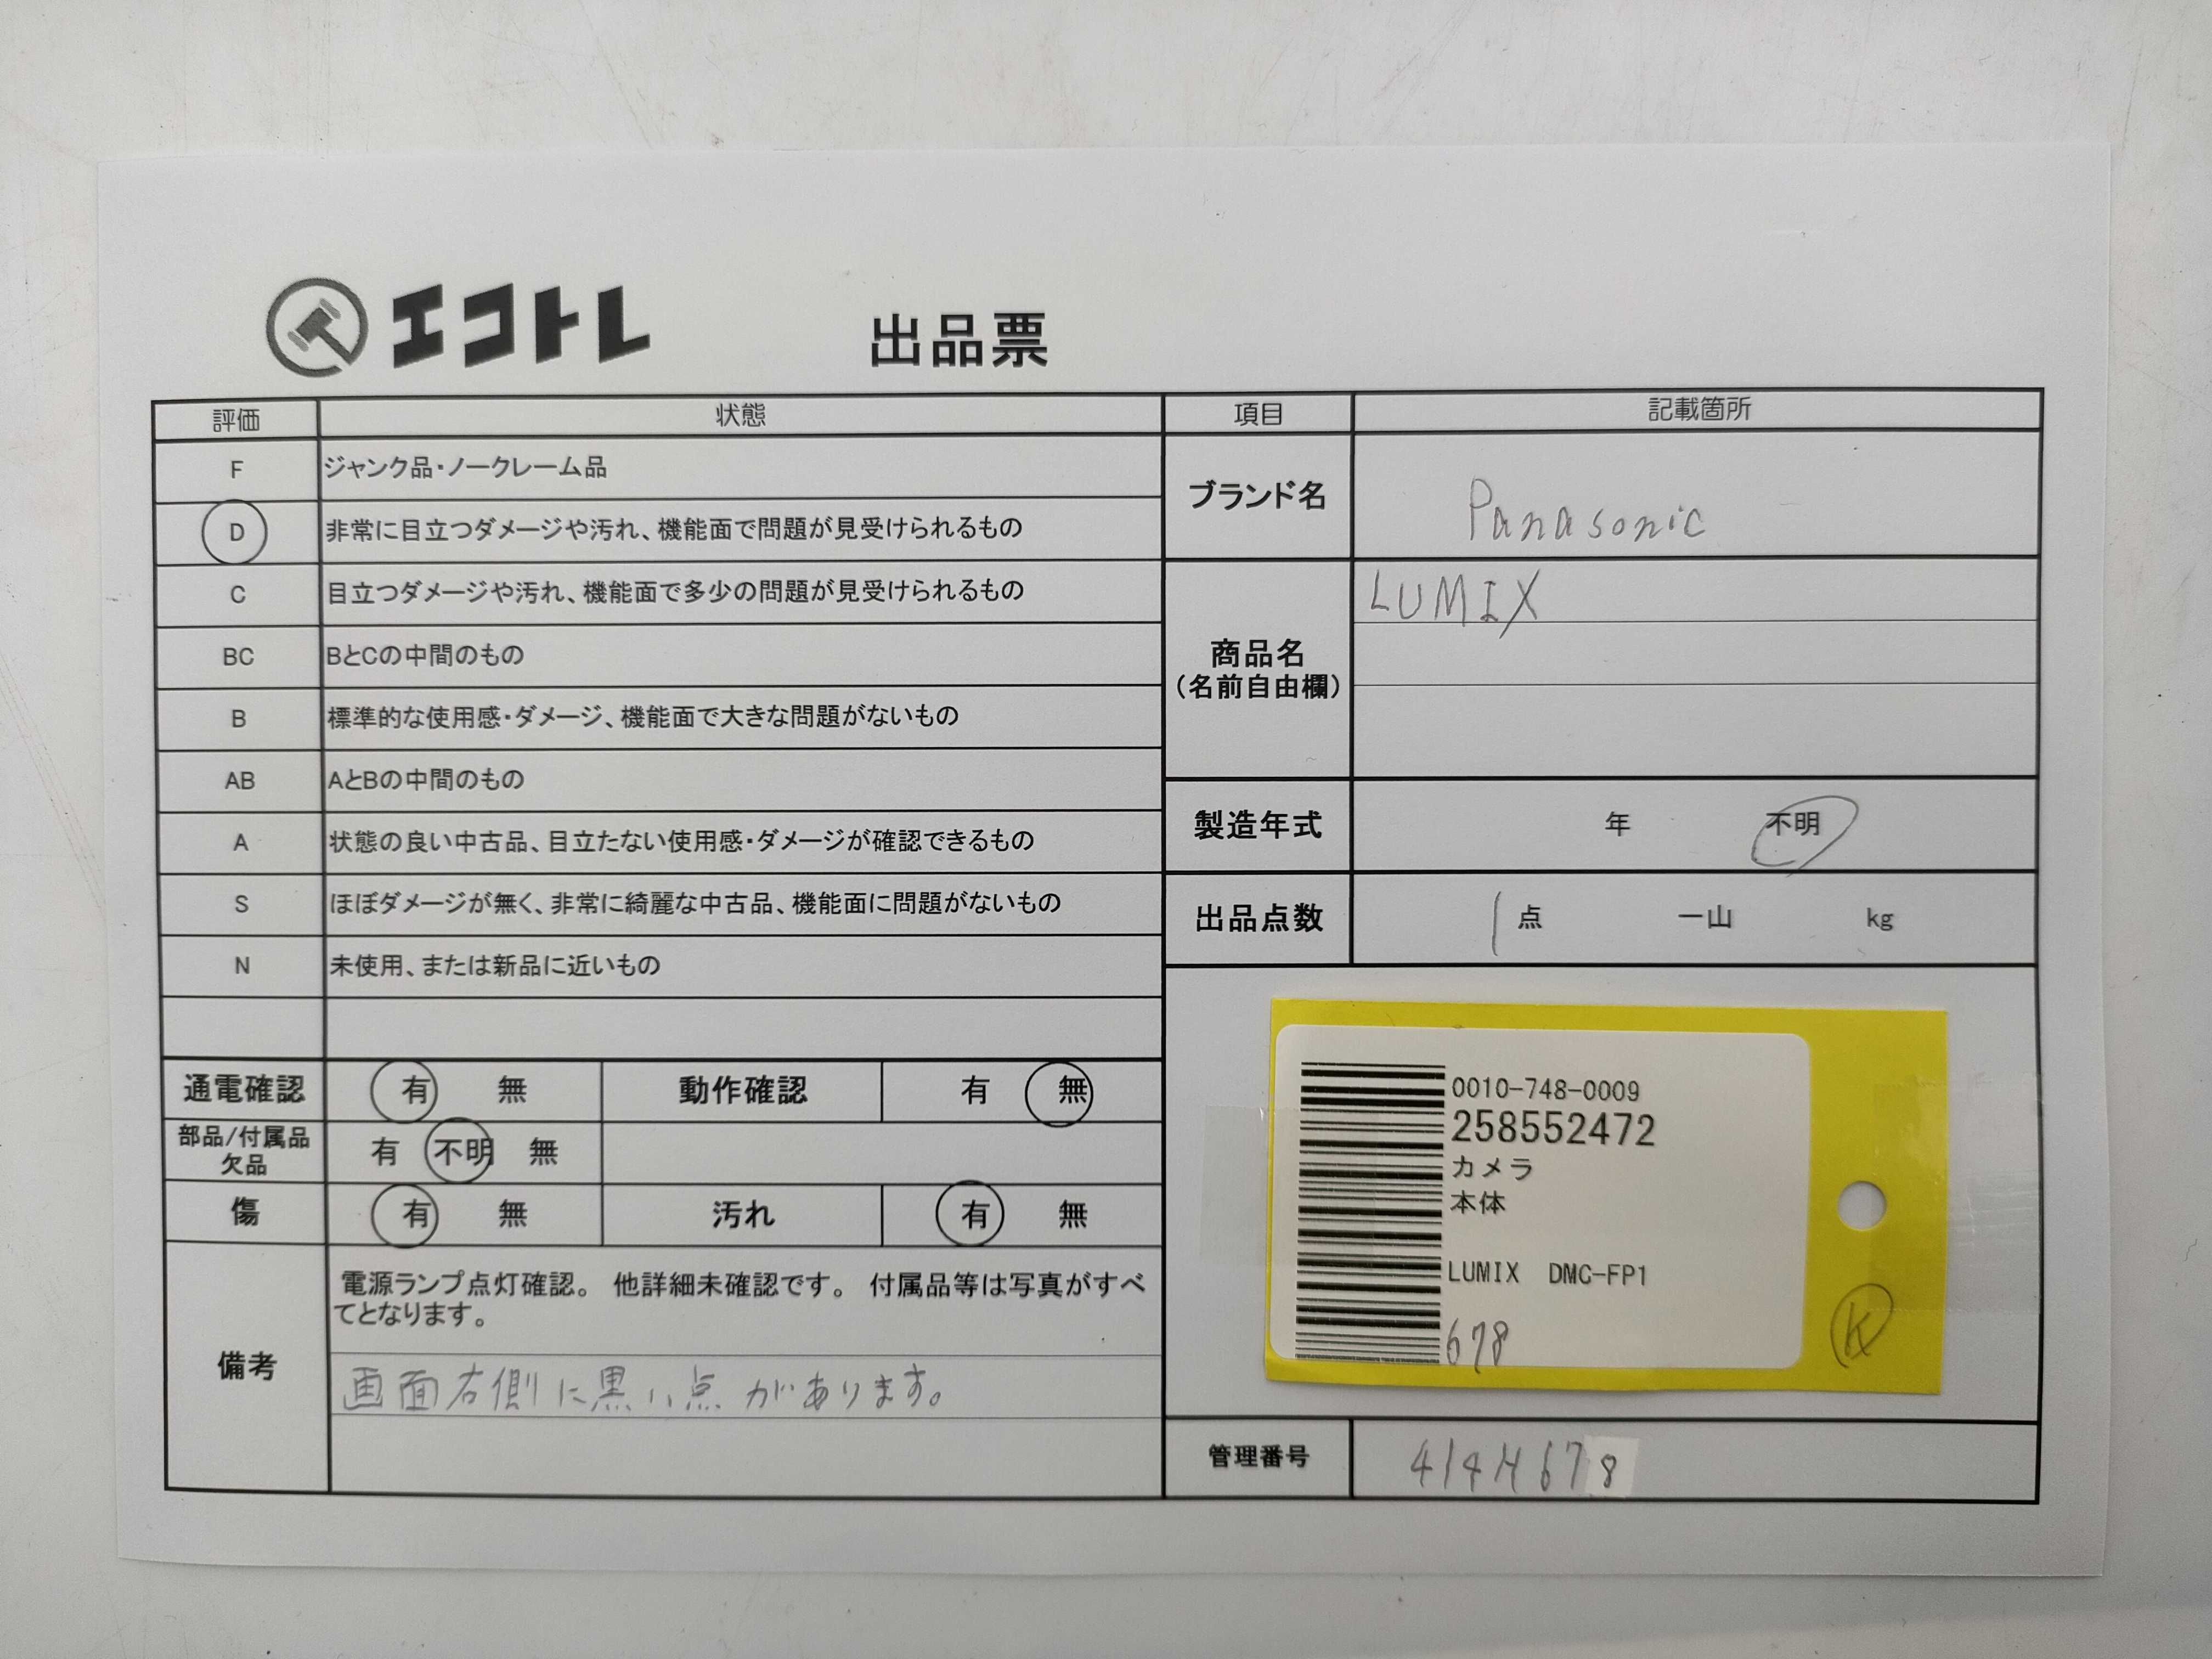 エコトレ
出品票
評価 状態
F ジャンク品・ノークレーム品
D 非常に目立つダメージや汚れ、機能面で問題が見受けられるもの
C 目立つダメージや汚れ、機能面で多少の問題が見受けられるもの
BC BとCの中間のもの
B 標準的な使用感・ダメージ、機能面で大きな問題がないもの
AB AとBの中間のもの
A 状態の良い中古品、目立たない使用感・ダメージが確認できるもの
S ほぼダメージが無く、非常に綺麗な中古品、機能面に問題がないもの
N 未使用、または新品に近いもの
通電確認 有 無 動作確認 有 無
部品/付属品
欠品
有 不明 無
傷 有 無 汚れ 有 無
備考
電源ランプ点灯確認。 他詳細未確認です。 付属品等は写真がすべ
てとなります。
画面右側に黒い点があります。
項目 記載箇所
ブランド名 Panasonic
商品名
(名前自由欄)
LUMIX
製造年式 年 不明
出品点数 1点 一山 kg
0010-748-0009
258552472
カメラ
本体
LUMIX DMC-FP1
678
K
管理番号 414H678